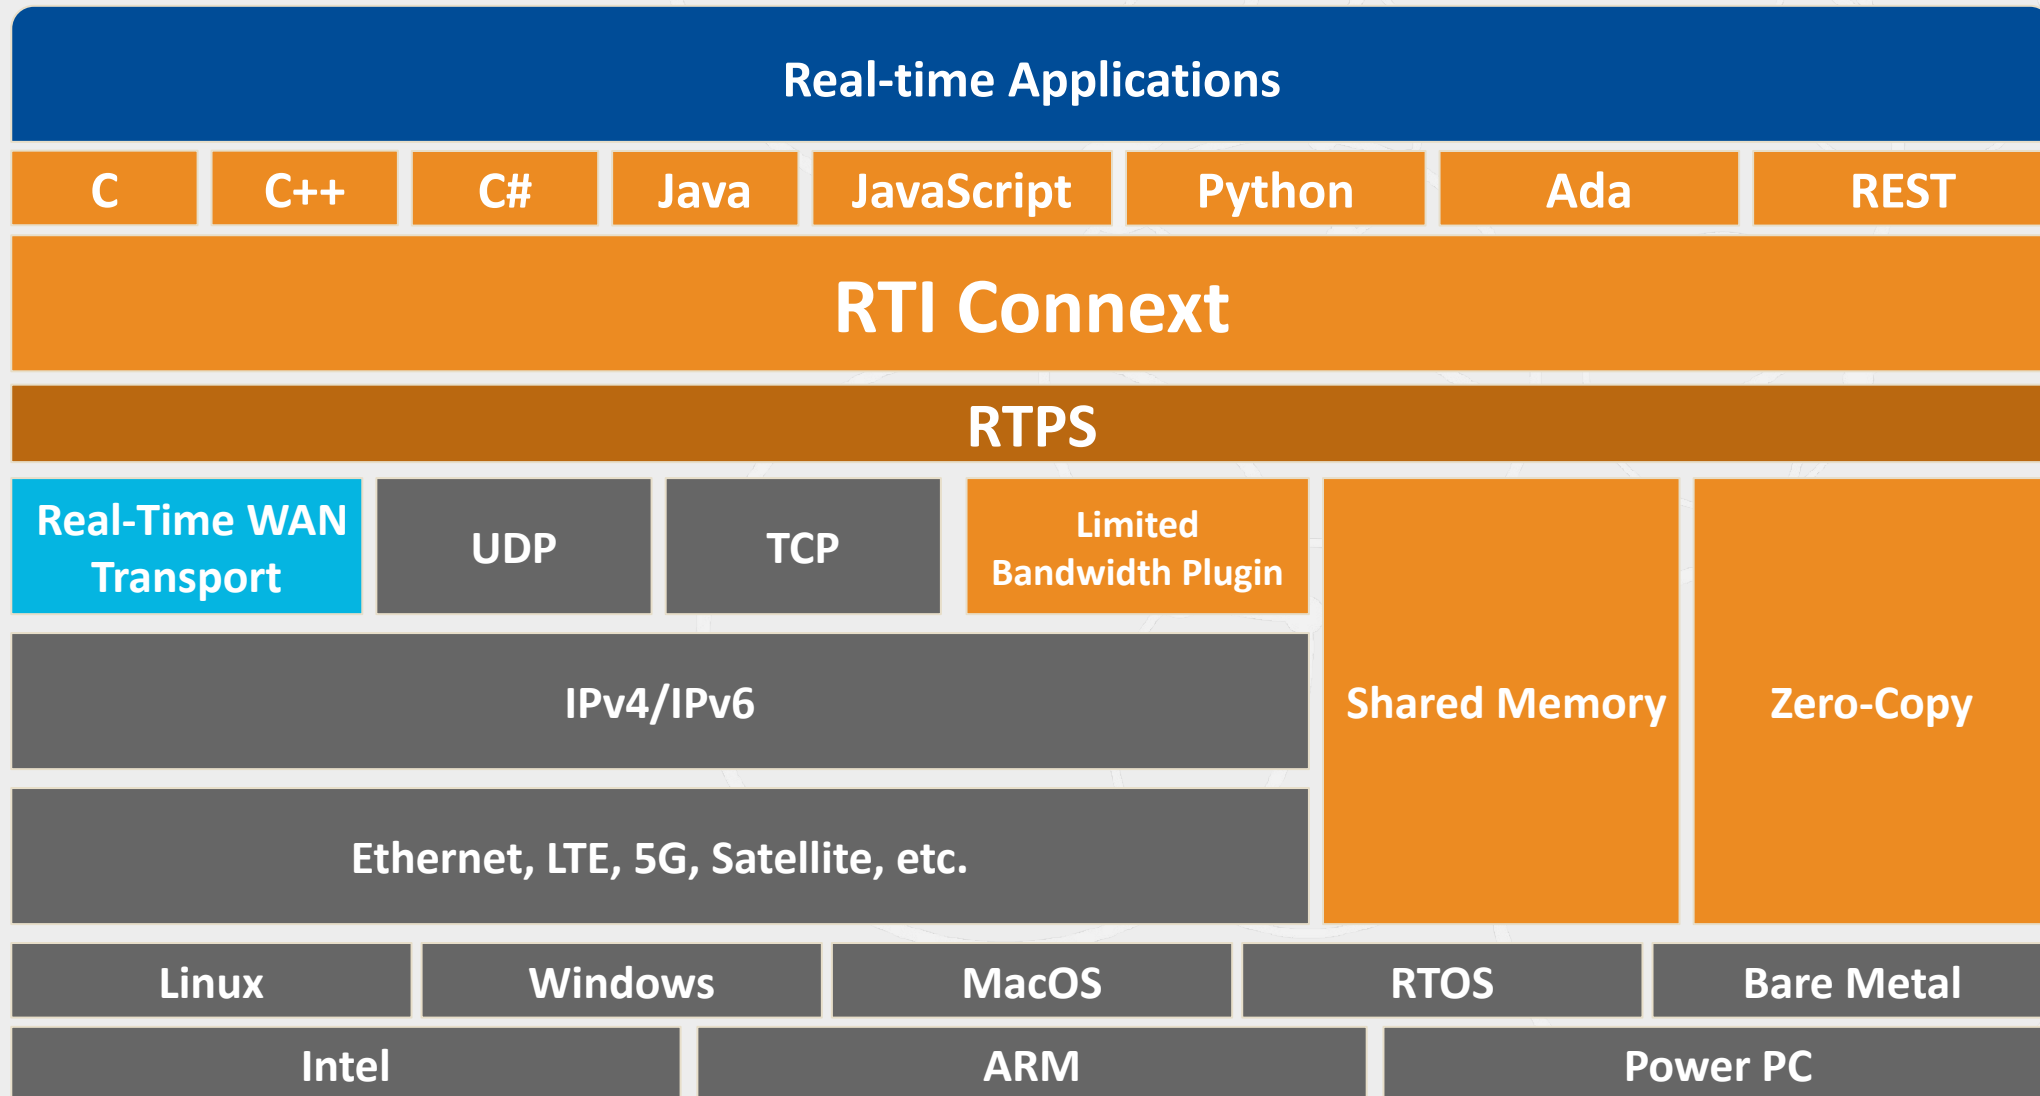 Real-time Applications
C
C++
C#
Java
JavaScript
Python
Ada
REST
RTI Connext
RTPS
Real-Time WAN
Transport
UDP
TCP
Limited
Bandwidth Plugin
IPv4/IPv6
Shared Memory
Zero-Copy
Ethernet, LTE, 5G, Satellite, etc.
Linux
Windows
MacOS
RTOS
Bare Metal
Intel
ARM
Power PC